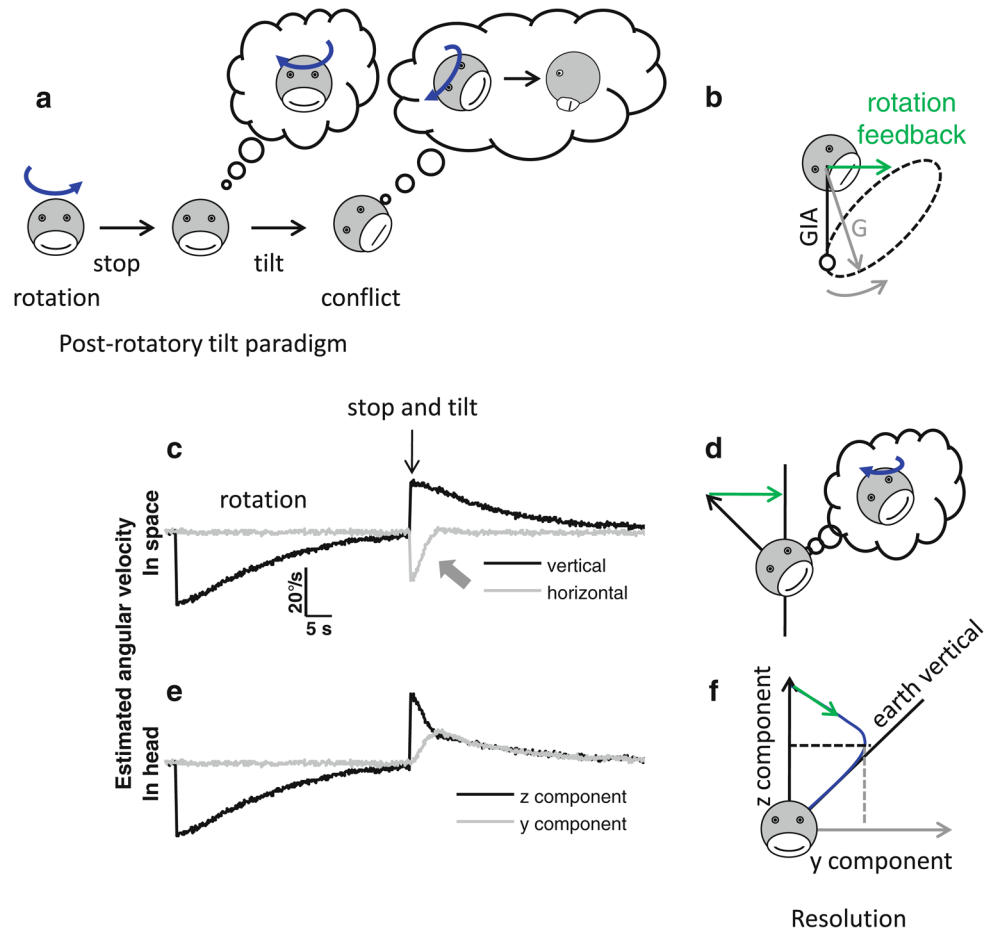 a
rotation
stop
tilt
conflict
Post-rotatory tilt paradigm
b
rotation
feedback
GIA
G
stop and tilt
c
rotation
Estimated angular velocity
In space
20°/s
5 s
vertical
horizontal
d
e
In head
z component
y component
f
z component
earth vertical
y component
Resolution